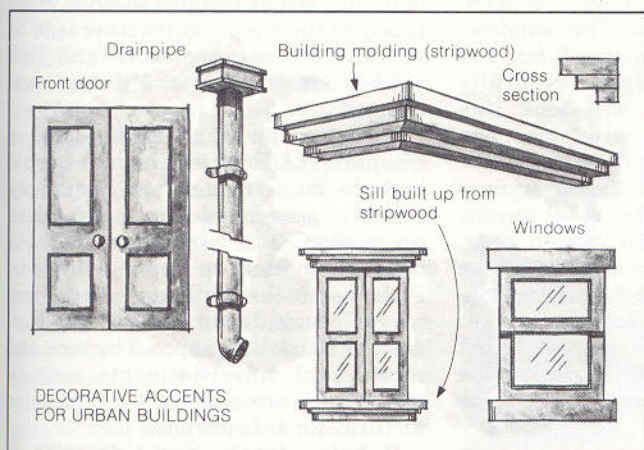 Drainpipe
Building molding (stripwood)
Front door
Cross
section
Sill built up from
stripwood
Windows
DECORATIVE ACCENTS
FOR URBAN BUILDINGS